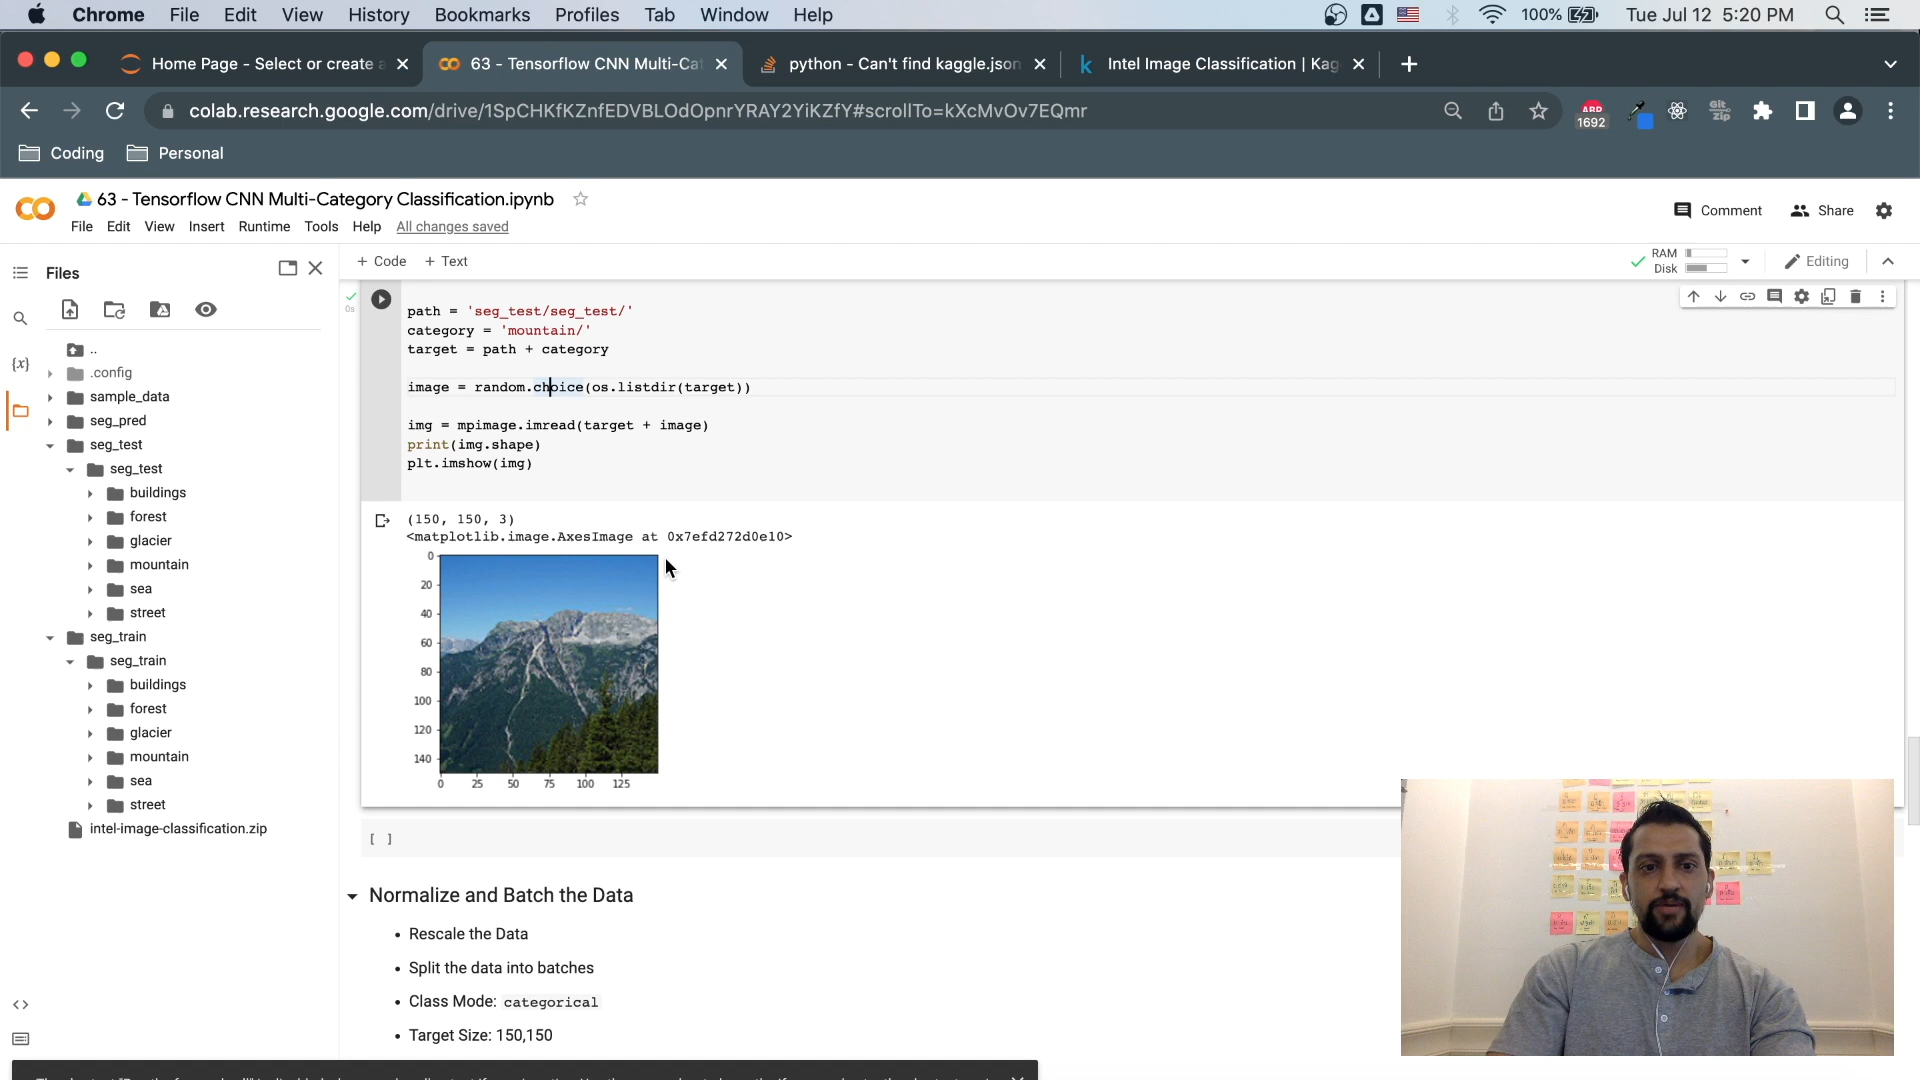 Chrome File Edit View History Bookmarks Profiles Tab Window Help 100% Tue Jul 12 5:20 PM
Home Page - Select or create a 63 - Tensorflow CNN Multi-Cat python - Can't find kaggle.json Intel Image Classification | Kag
colab.research.google.com/drive/1SpCHKfKZnfEDVBLOdOpnrYRAY2YiKZfY#scrollTo=kXcMvOv7EQmr ABP 1692 Git Zip
Coding Personal
63 - Tensorflow CNN Multi-Category Classification.ipynb
File Edit View Insert Runtime Tools Help All changes saved
Comment Share
Files
+ Code + Text
RAM
Disk
Editing
..
.config
sample_data
seg_pred
seg_test
seg_test
buildings
forest
glacier
mountain
sea
street
seg_train
seg_train
buildings
forest
glacier
mountain
sea
street
intel-image-classification.zip
{x}
0s
path = 'seg_test/seg_test/'
category = 'mountain/'
target = path + category
image = random.choice(os.listdir(target))
img = mpimage.imread(target + image)
print(img.shape)
plt.imshow(img)
(150, 150, 3)
<matplotlib.image.AxesImage at 0x7efd272d0e10>
0
20
40
60
80
100
120
140
0 25 50 75 100 125
[ ]
Normalize and Batch the Data
• Rescale the Data
• Split the data into batches
• Class Mode: categorical
• Target Size: 150,150